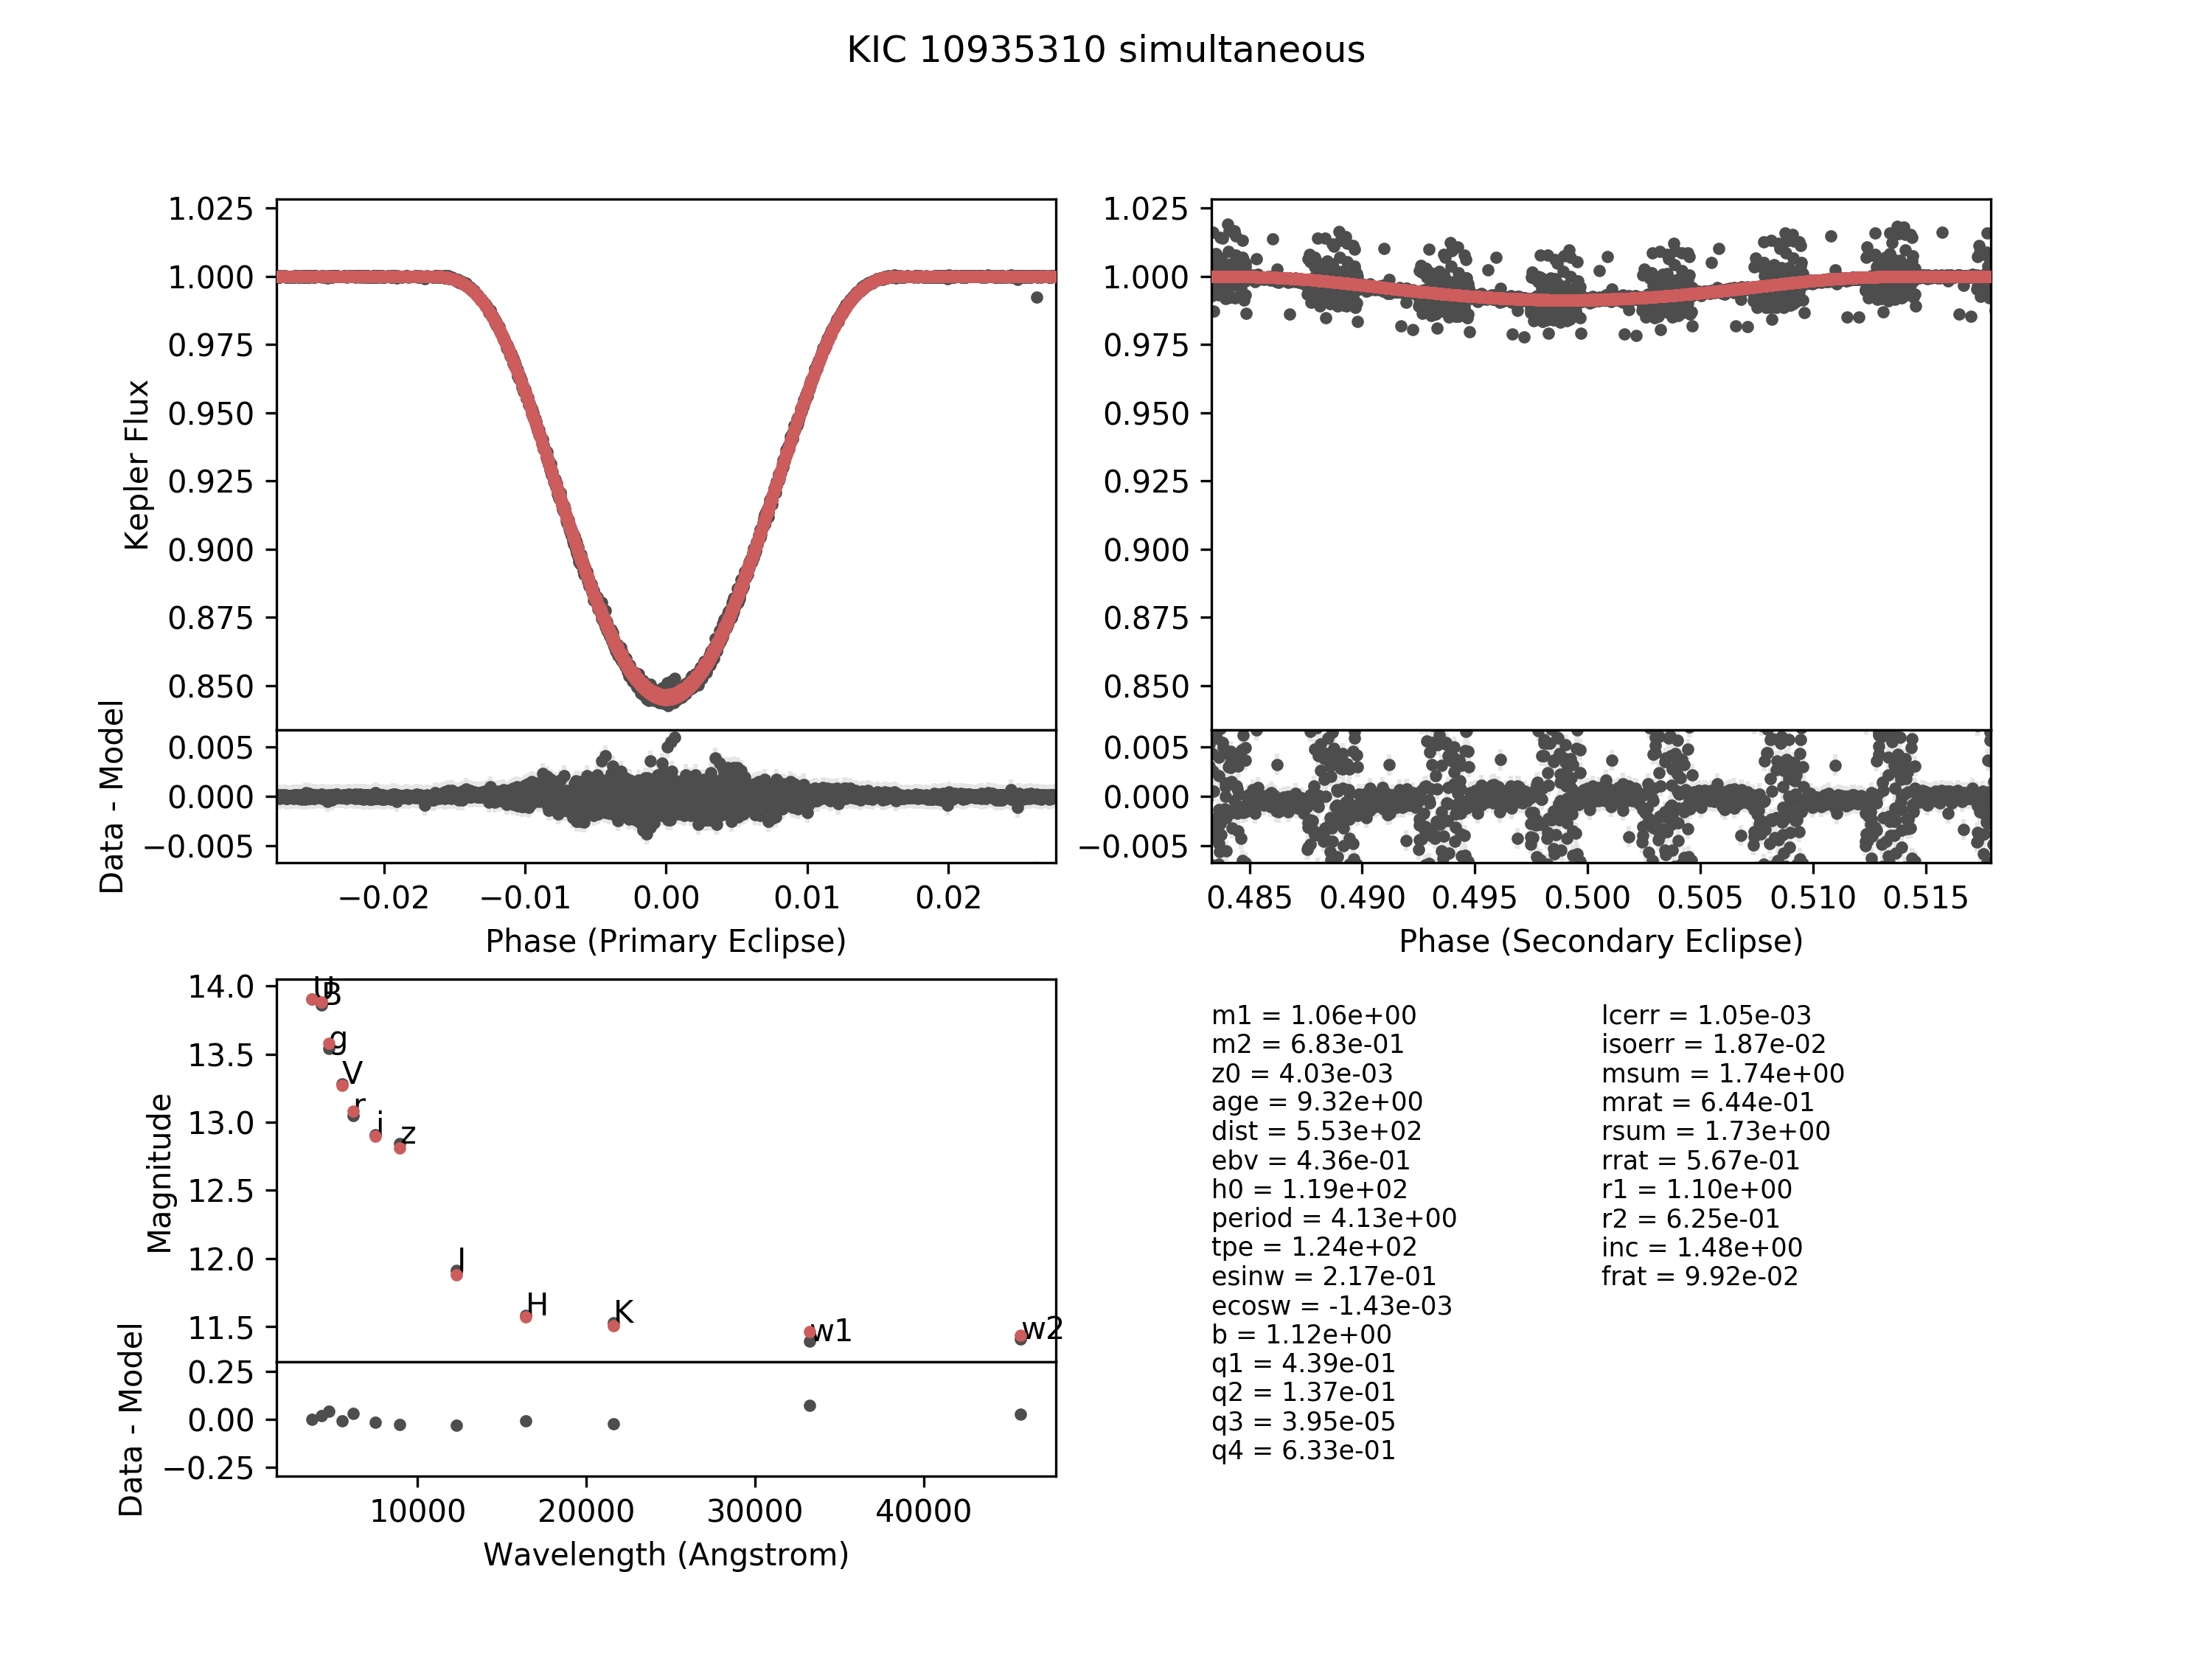 KIC 10935310 simultaneous
1.025
1.000
0.975
0.950
0.925
0.900
0.875
0.850
Kepler Flux
0.005
0.000
−0.005
Data - Model
−0.02
−0.01
0.00
0.01
0.02
Phase (Primary Eclipse)
1.025
1.000
0.975
0.950
0.925
0.900
0.875
0.850
0.005
0.000
−0.005
0.485
0.490
0.495
0.500
0.505
0.510
0.515
Phase (Secondary Eclipse)
14.0
13.5
13.0
12.5
12.0
11.5
Magnitude
U
B
g
V
r
i
z
J
H
K
w1
w2
0.25
0.00
−0.25
Data - Model
10000
20000
30000
40000
Wavelength (Angstrom)
m1 = 1.06e+00
m2 = 6.83e-01
z0 = 4.03e-03
age = 9.32e+00
dist = 5.53e+02
ebv = 4.36e-01
h0 = 1.19e+02
period = 4.13e+00
tpe = 1.24e+02
esinw = 2.17e-01
ecosw = -1.43e-03
b = 1.12e+00
q1 = 4.39e-01
q2 = 1.37e-01
q3 = 3.95e-05
q4 = 6.33e-01
lcerr = 1.05e-03
isoerr = 1.87e-02
msum = 1.74e+00
mrat = 6.44e-01
rsum = 1.73e+00
rrat = 5.67e-01
r1 = 1.10e+00
r2 = 6.25e-01
inc = 1.48e+00
frat = 9.92e-02